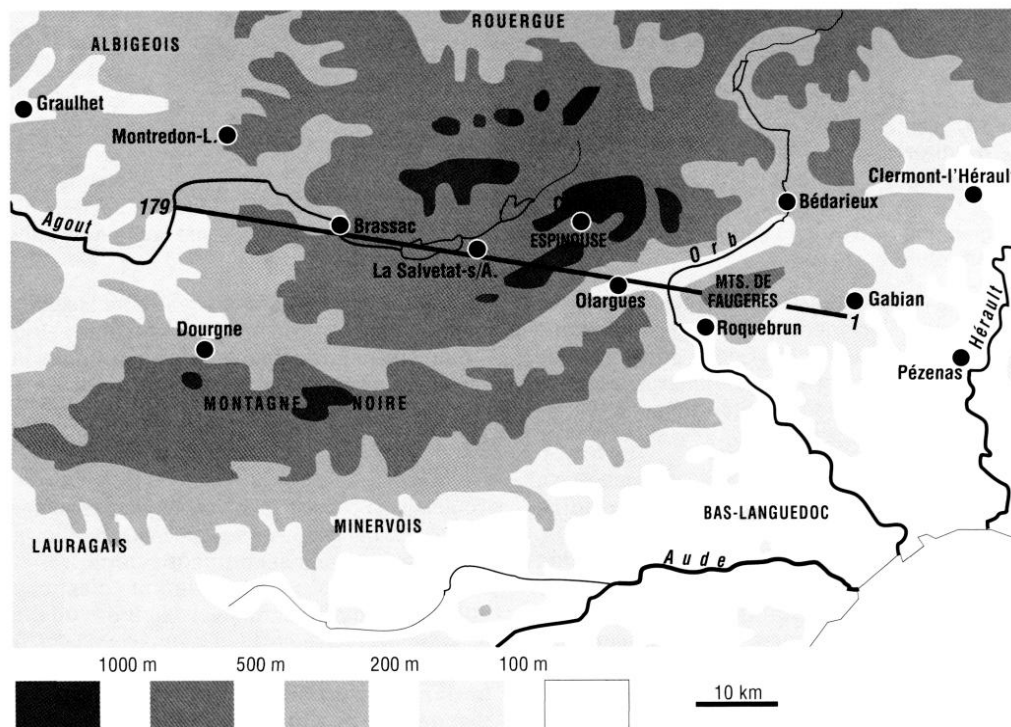 ROUERGUE
ALBIGEOIS
Graulhet
Montredon-L.
Clermont-l'Hérault
179
Agout
Brassac
Bédarieux
ESPINOUSE
Orb
La Salvetat-s/A.
Olargues
MTS. DE
FAUGERES
Gabian
1
Roquebrun
Hérault
Dourgne
Pézenas
MONTAGNE NOIRE
MINERVOIS
BAS-LANGUEDOC
LAURAGAIS
Aude
1000 m 500 m 200 m 100 m
10 km